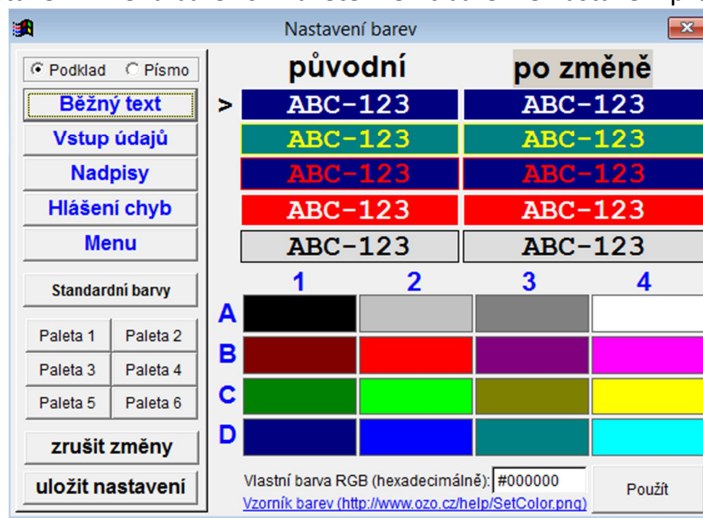 Nastavení barev
Podklad Písmo
původní po změně
Běžný text > ABC-123 ABC-123
Vstup údajů ABC-123 ABC-123
Nadpisy ABC-123 ABC-123
Hlášení chyb ABC-123 ABC-123
Menu ABC-123 ABC-123
1 2 3 4
Standardní barvy
A
Paleta 1 Paleta 2
B
Paleta 3 Paleta 4
C
Paleta 5 Paleta 6
D
zrušit změny
uložit nastavení
Vlastní barva RGB (hexadecimálně): #000000
Vzorník barev (http://www.ozo.cz/help/SetColor.png)
Použít